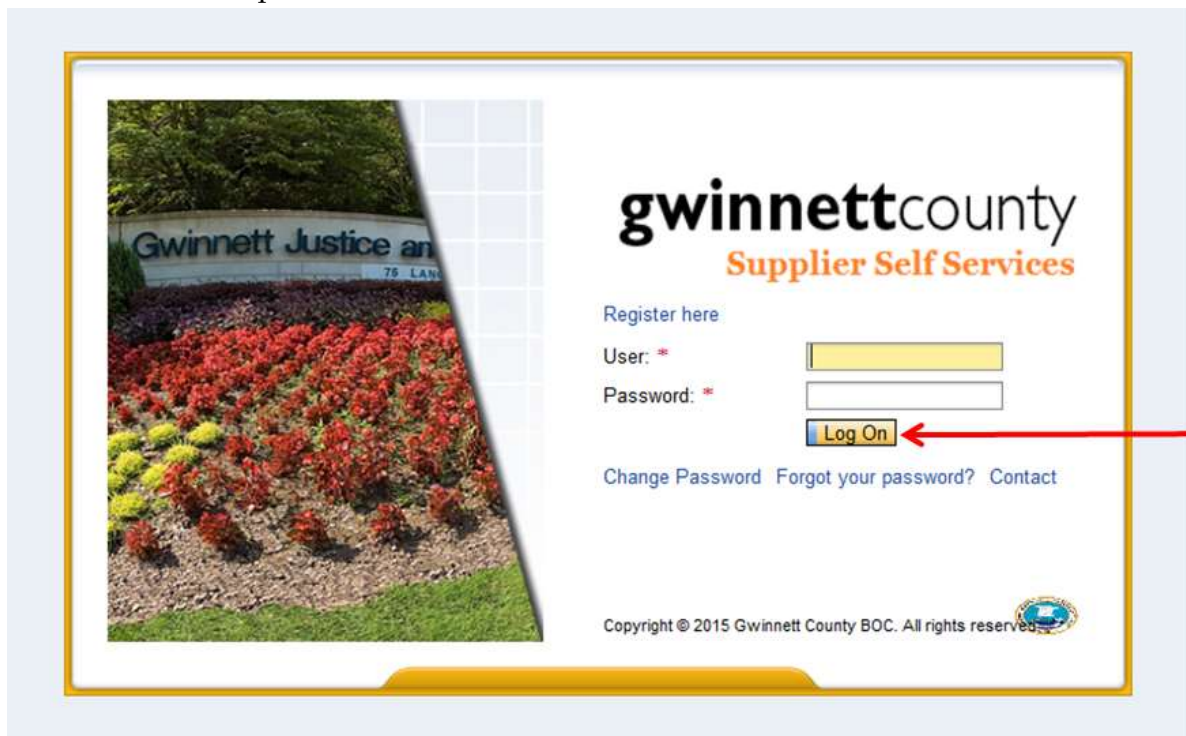 gwinnettcounty
Supplier Self Services
Gwinnett Justice an
75 LAN
Register here
User: *
Password: *
Log On
Change Password Forgot your password? Contact
Copyright © 2015 Gwinnett County BOC. All rights reserved